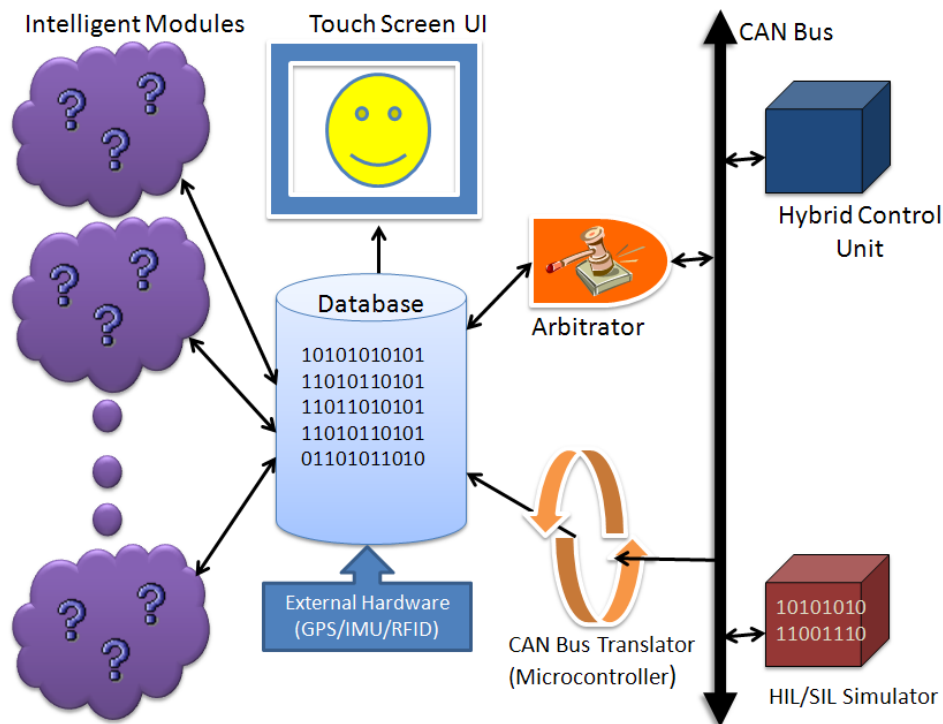 Intelligent Modules
Touch Screen UI
CAN Bus
? ? ?
Hybrid Control
Unit
? ? ?
Arbitrator
Database
10101010101
11010110101
11011010101
11010110101
01101011010
External Hardware
(GPS/IMU/RFID)
CAN Bus Translator
(Microcontroller)
? ? ?
10101010
11001110
HIL/SIL Simulator